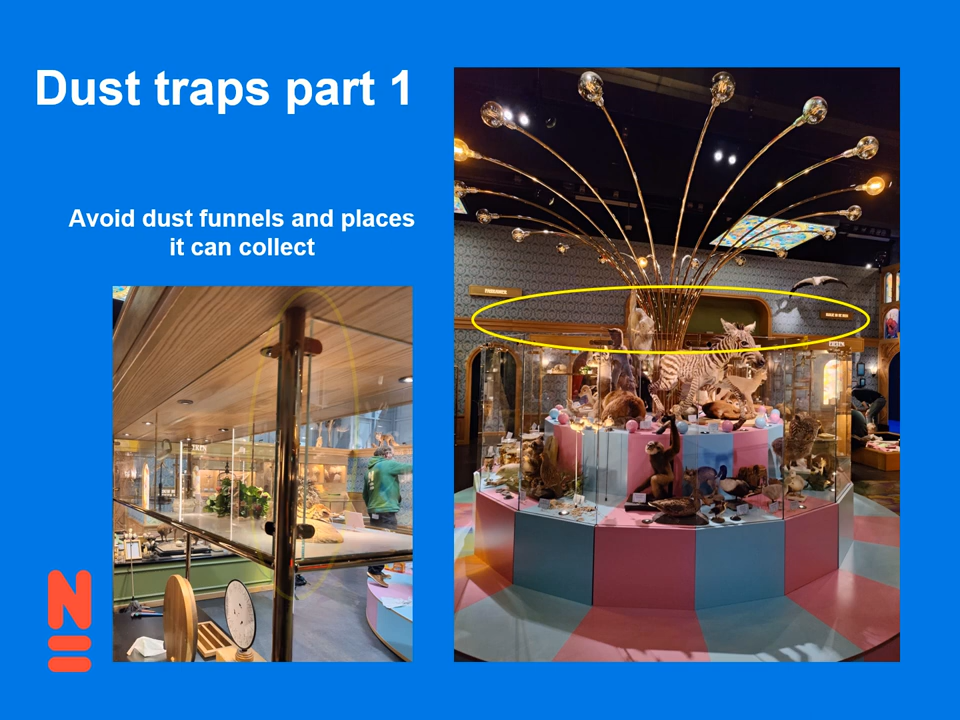 Dust traps part 1
Avoid dust funnels and places
it can collect